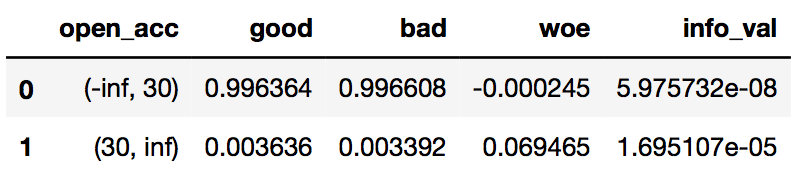 open_acc good bad woe info_val
0 (-inf, 30) 0.996364 0.996608 -0.000245 5.975732e-08
1 (30, inf) 0.003636 0.003392 0.069465 1.695107e-05